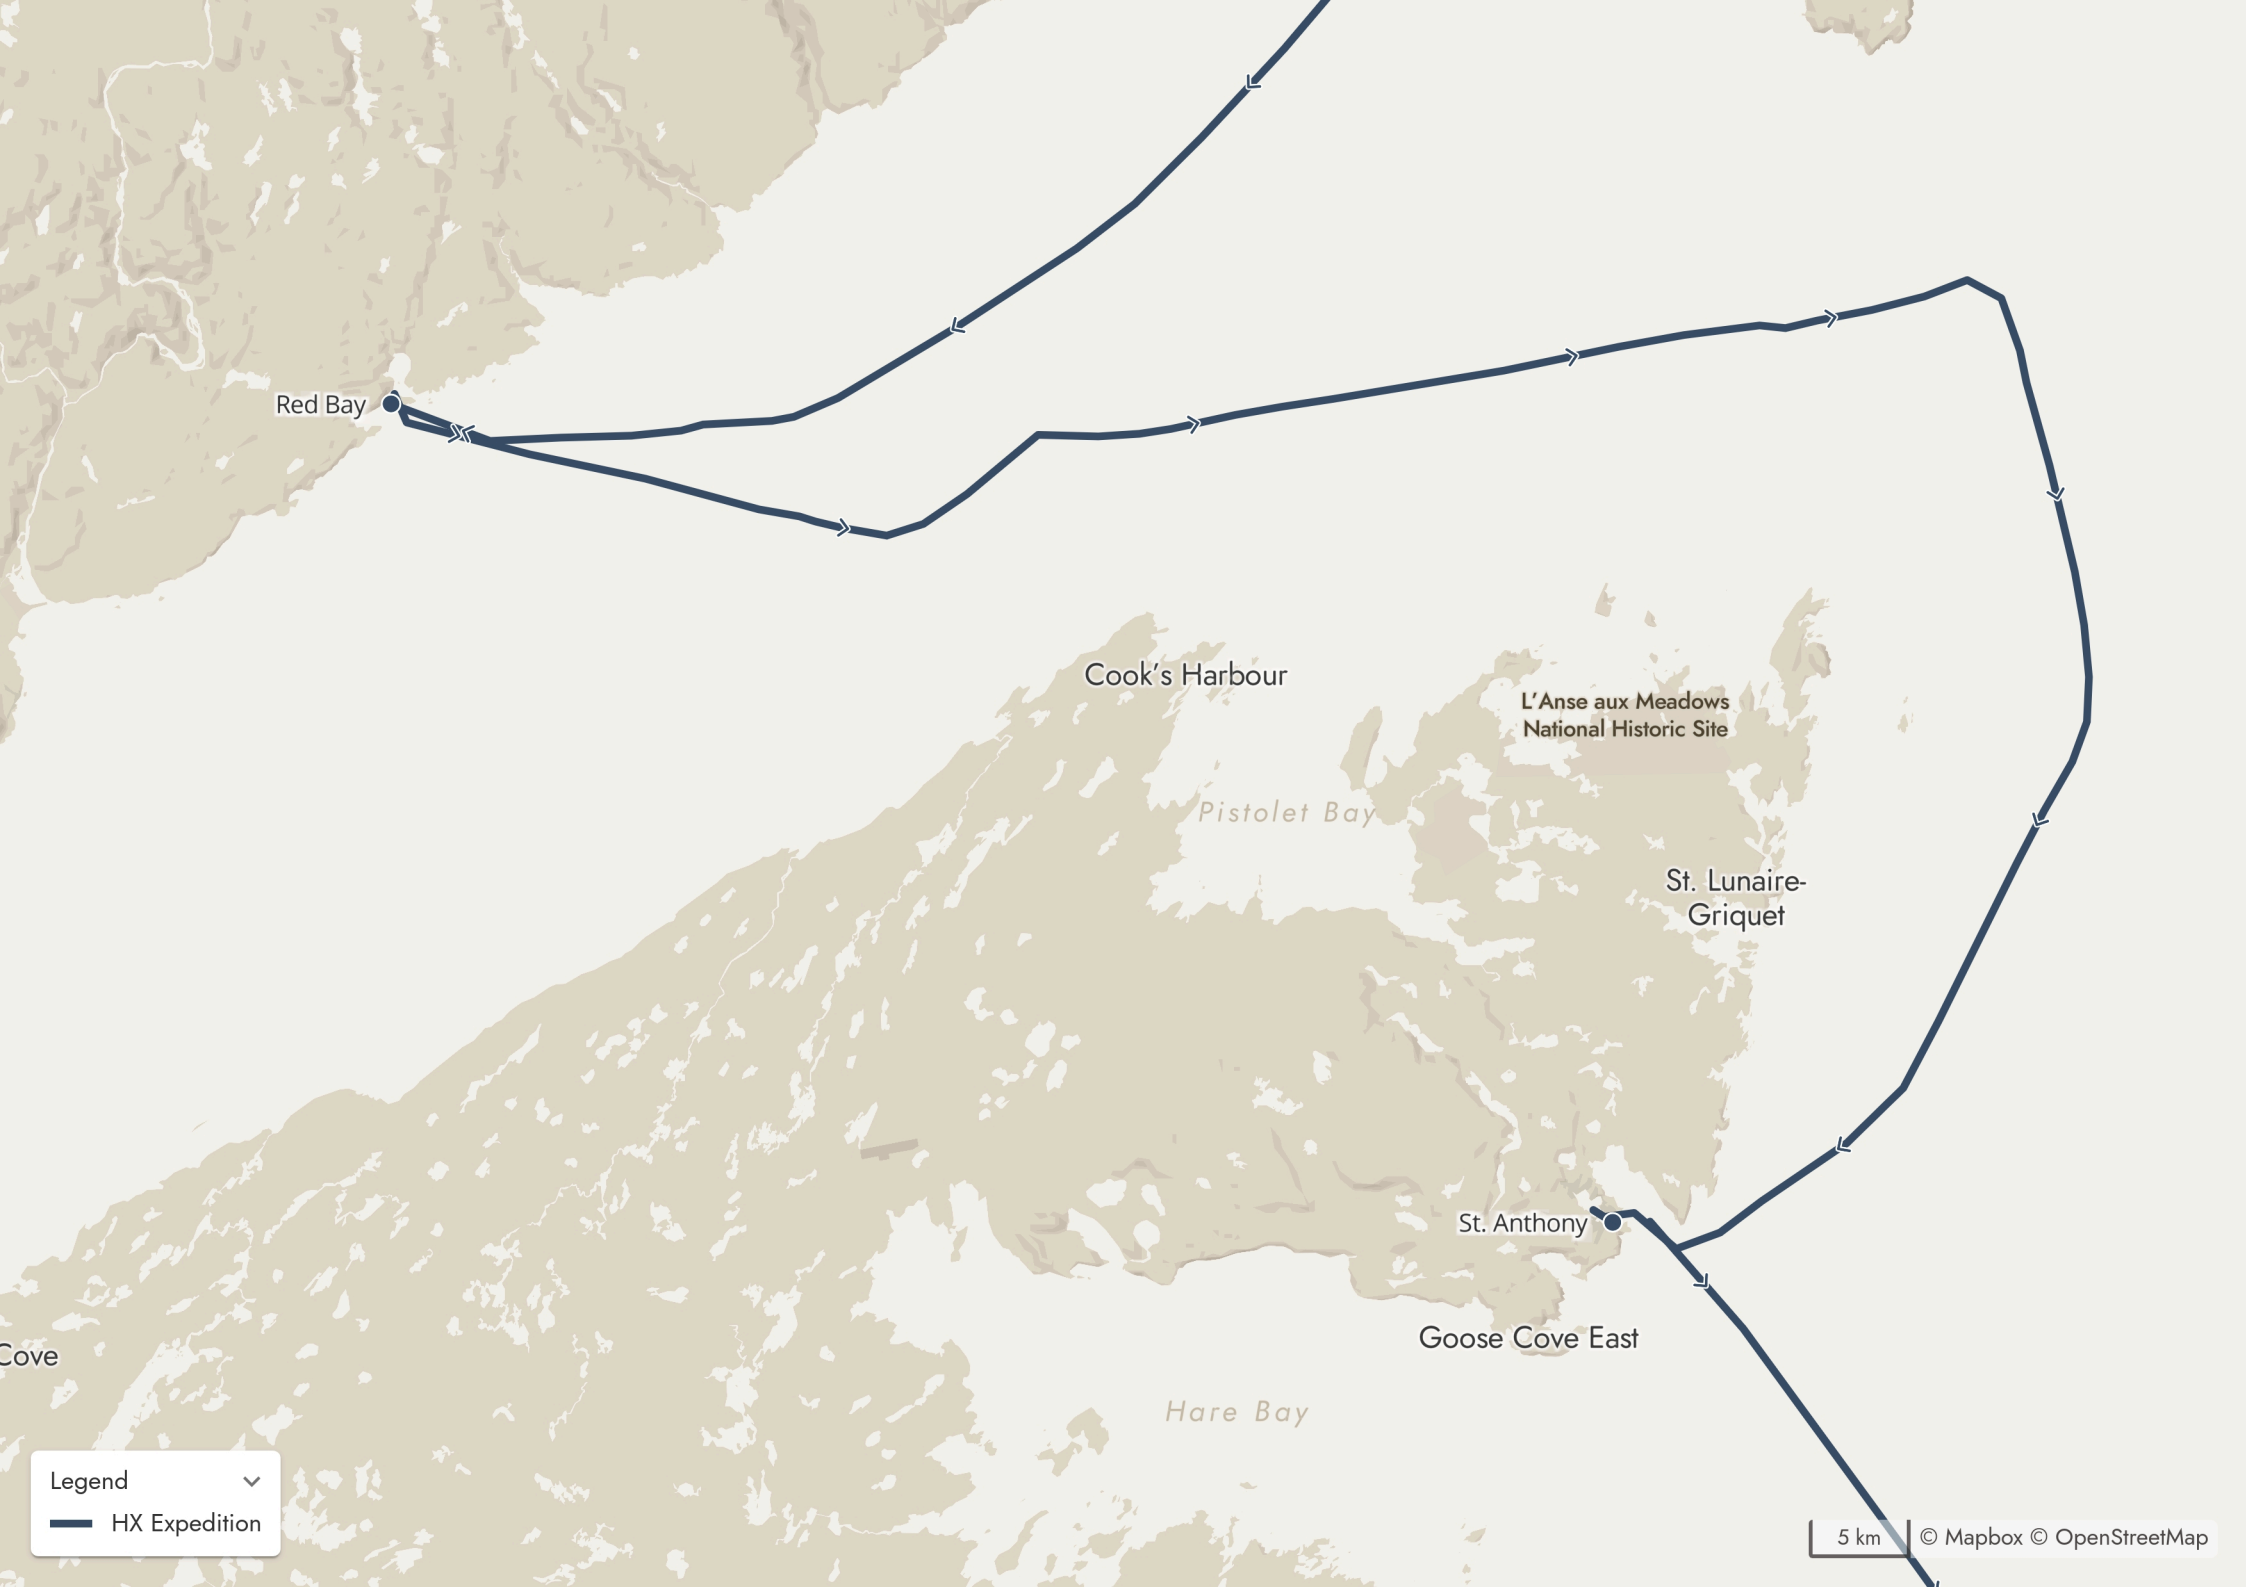 Red Bay
Cook's Harbour
L'Anse aux Meadows
National Historic Site
Pistolet Bay
St. Lunaire-
Griquet
St. Anthony
Goose Cove East
Cove
Hare Bay
Legend
HX Expedition
5 km
© Mapbox © OpenStreetMap